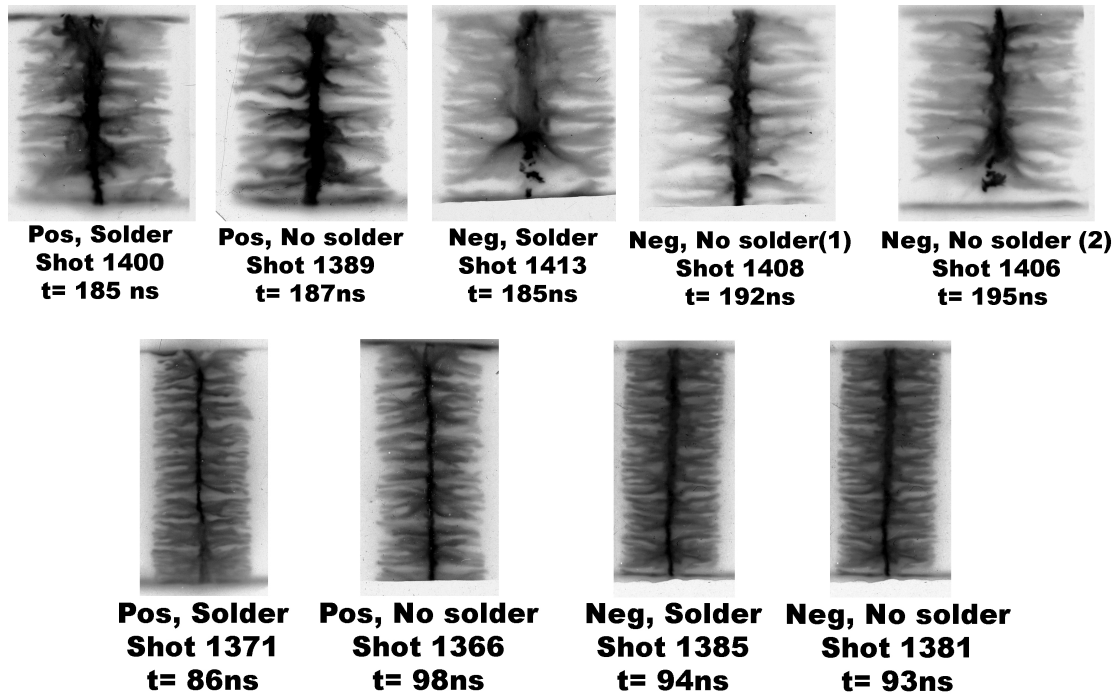 Pos, Solder
Shot 1400
t= 185 ns
Pos, No solder
Shot 1389
t= 187ns
Neg, Solder
Shot 1413
t= 185ns
Neg, No solder(1)
Shot 1408
t= 192ns
Neg, No solder (2)
Shot 1406
t= 195ns
Pos, Solder
Shot 1371
t= 86ns
Pos, No solder
Shot 1366
t= 98ns
Neg, Solder
Shot 1385
t= 94ns
Neg, No solder
Shot 1381
t= 93ns